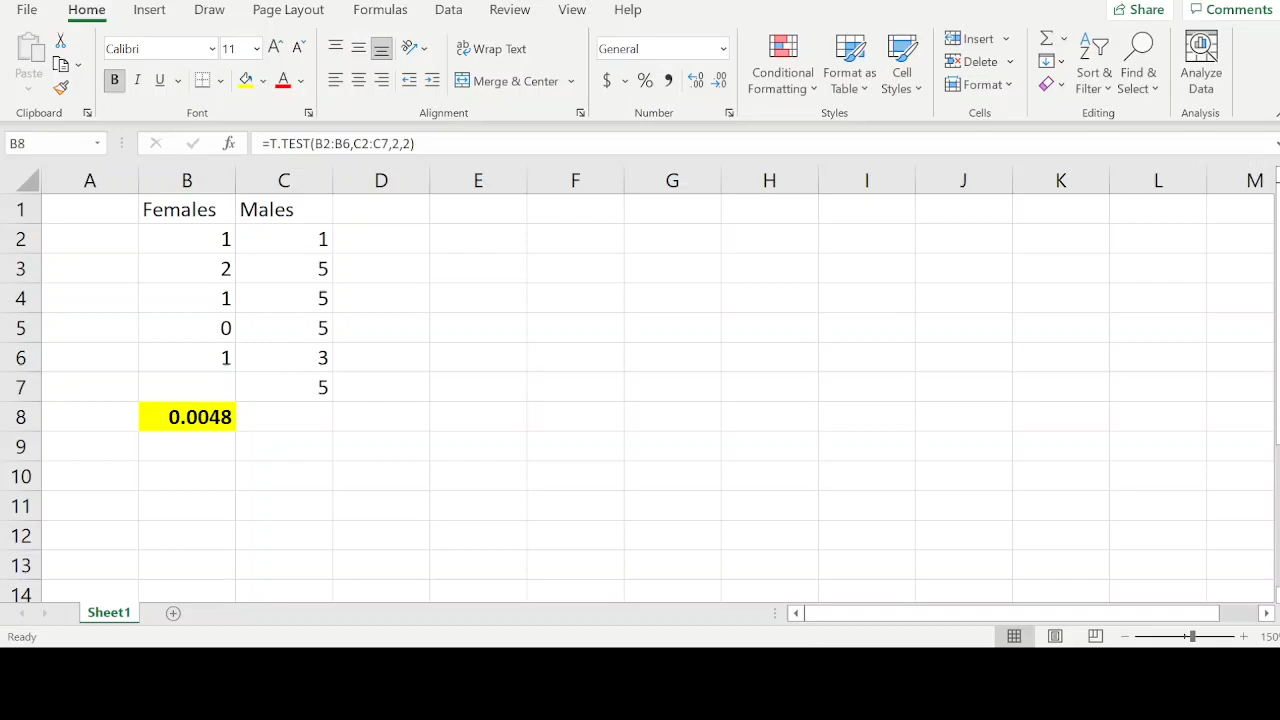 File Home Insert Draw Page Layout Formulas Data Review View Help Share Comments
Calibri 11 A A Wrap Text General Insert
Paste Conditional Format as Cell Delete Sort & Find & Analyze
B I U A Merge & Center $ % 9 Formatting Table Styles Format Filter Select Data
Clipboard Font Alignment Number Styles Cells Editing Analysis
B8 fx =T.TEST(B2:B6,C2:C7,2,2)
A B C D E F G H I J K L M
1 Females Males
2 1 1
3 2 5
4 1 5
5 0 5
6 1 3
7 5
8 0.0048
9
10
11
12
13
14
Sheet1
Ready